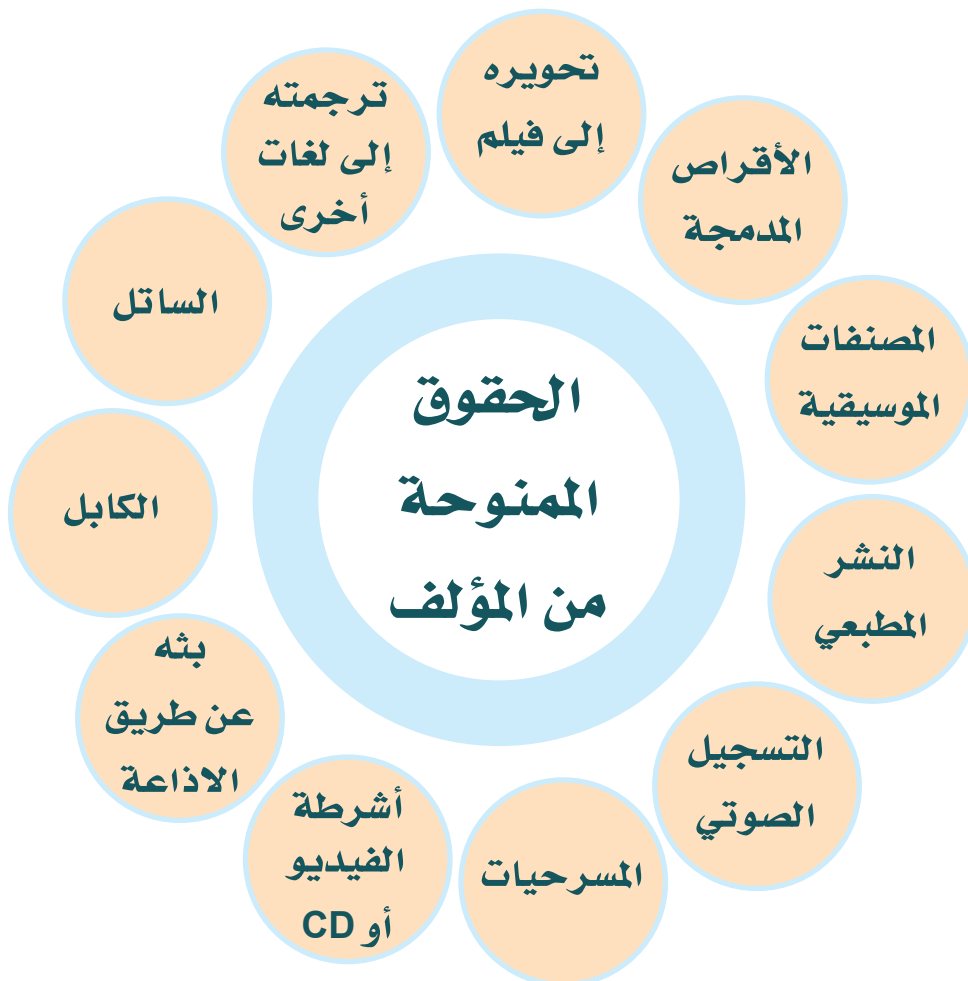 الحقوق
الممنوحة
من المؤلف
تحويره
إلى فيلم
الأقراص
المدمجة
المصنفات
الموسيقية
النشر
المطبعي
التسجيل
الصوتي
المسرحيات
أشرطة
الفيديو
أو CD
بثه
عن طريق
الاذاعة
الكابل
الساتل
ترجمته
إلى لغات
أخرى